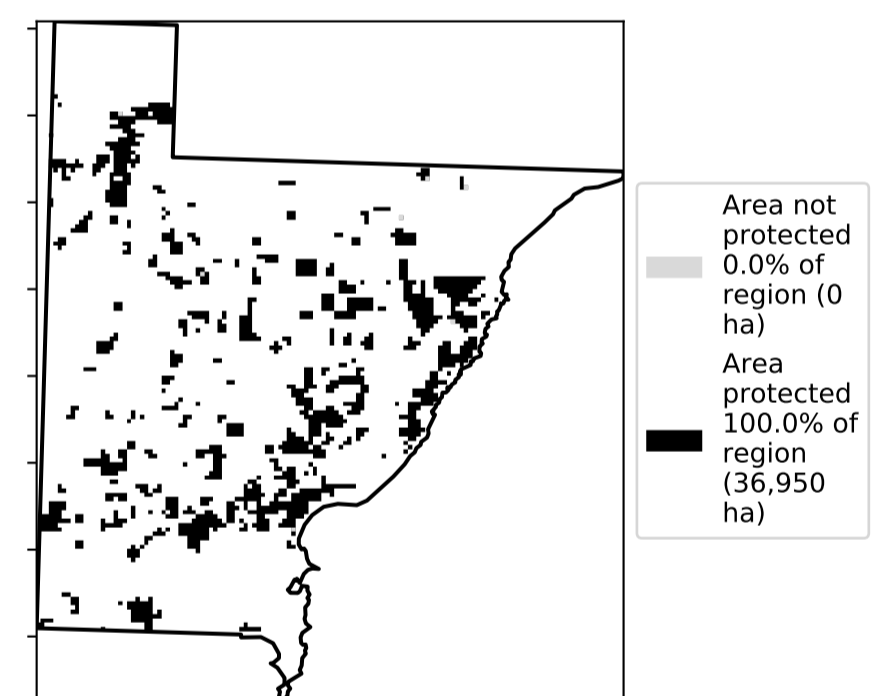 Area not
protected
0.0% of
region (0
ha)
Area
protected
100.0% of
region
(36,950
ha)